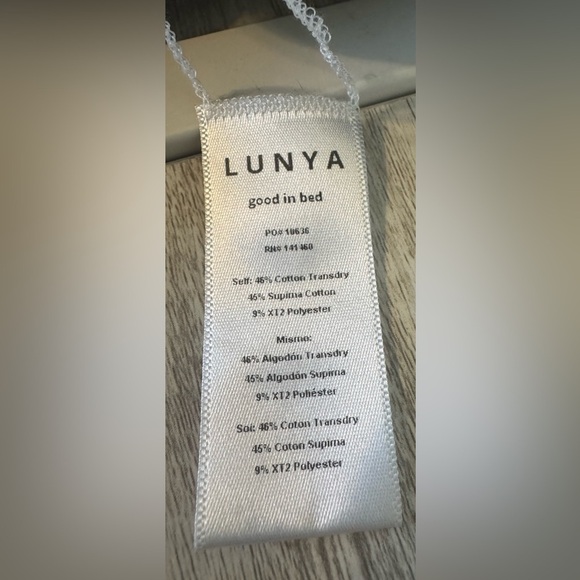 LUNYA
good in bed
PO# 10636
RN# 141460
Self: 46% Cotton Transdry
45% Supima Cotton
9% XT2 Polyester
Mismo:
46% Algodón Transdry
45% Algodón Supima
9% XT2 Poliéster
Soi: 46% Coton Transdry
45% Coton Supima
9% XT2 Polyester